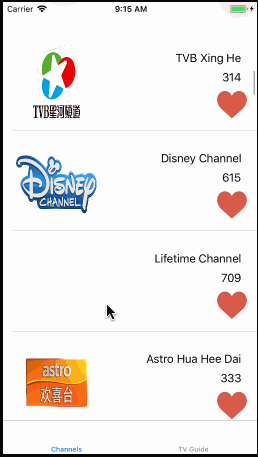 Carrier 9:15 AM
TVB Xing He
314
TVB星河頻道
Disney Channel
615
Disney
CHANNEL
Lifetime Channel
709
Astro Hua Hee Dai
333
astro
欢喜台
Channels TV Guide